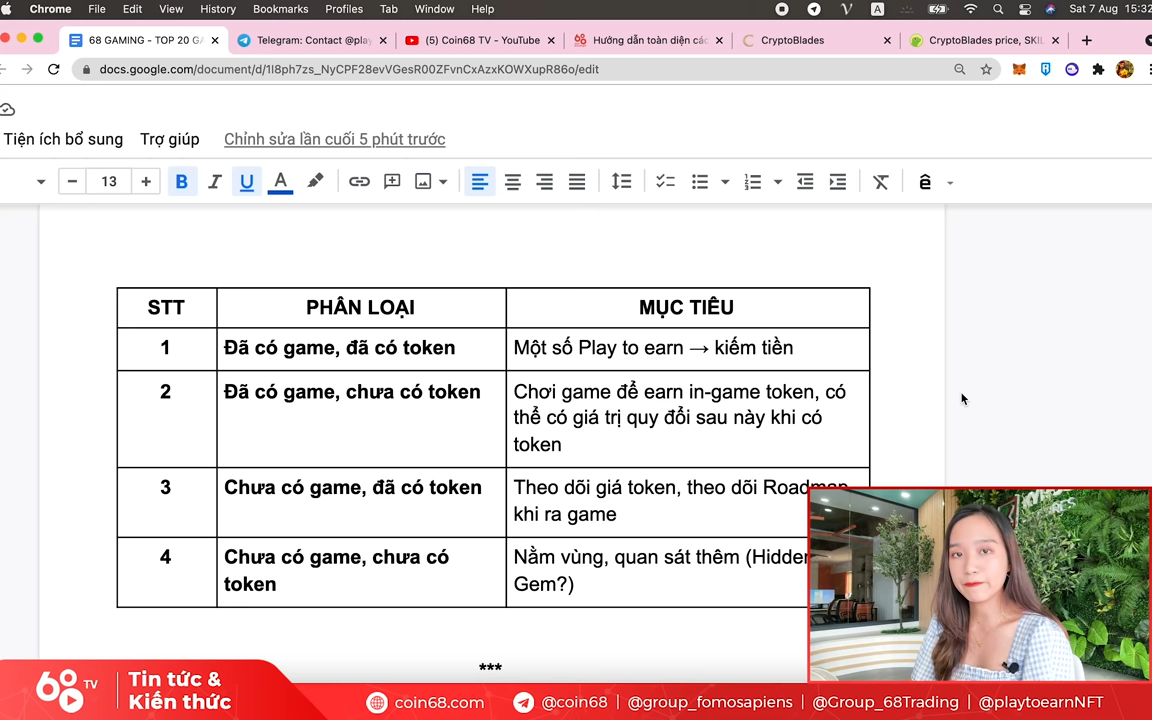 Chrome File Edit View History Bookmarks Profiles Tab Window Help
A
Sat 7 Aug 15:32
68 GAMING - TOP 20 GA
Telegram: Contact @play
(5) Coin68 TV - YouTube
Hướng dẫn toàn diện các
CryptoBlades
CryptoBlades price, SKIL
docs.google.com/document/d/1l8ph7zs_NyCPF28evVGesR00ZFvnCxAzxKOWXupR86o/edit
Tiện ích bổ sung Trợ giúp Chỉnh sửa lần cuối 5 phút trước
13 B I U A ê
STT PHÂN LOẠI MỤC TIÊU
1 Đã có game, đã có token Một số Play to earn → kiếm tiền
2 Đã có game, chưa có token Chơi game để earn in-game token, có
thể có giá trị quy đổi sau này khi có
token
3 Chưa có game, đã có token Theo dõi giá token, theo dõi Roadmap
khi ra game
4 Chưa có game, chưa có Nằm vùng, quan sát thêm (Hidden
token Gem?)
***
68 TV
Tin tức &
Kiến thức
coin68.com @coin68 | @group_fomosapiens | @Group_68Trading | @playtoearnNFT